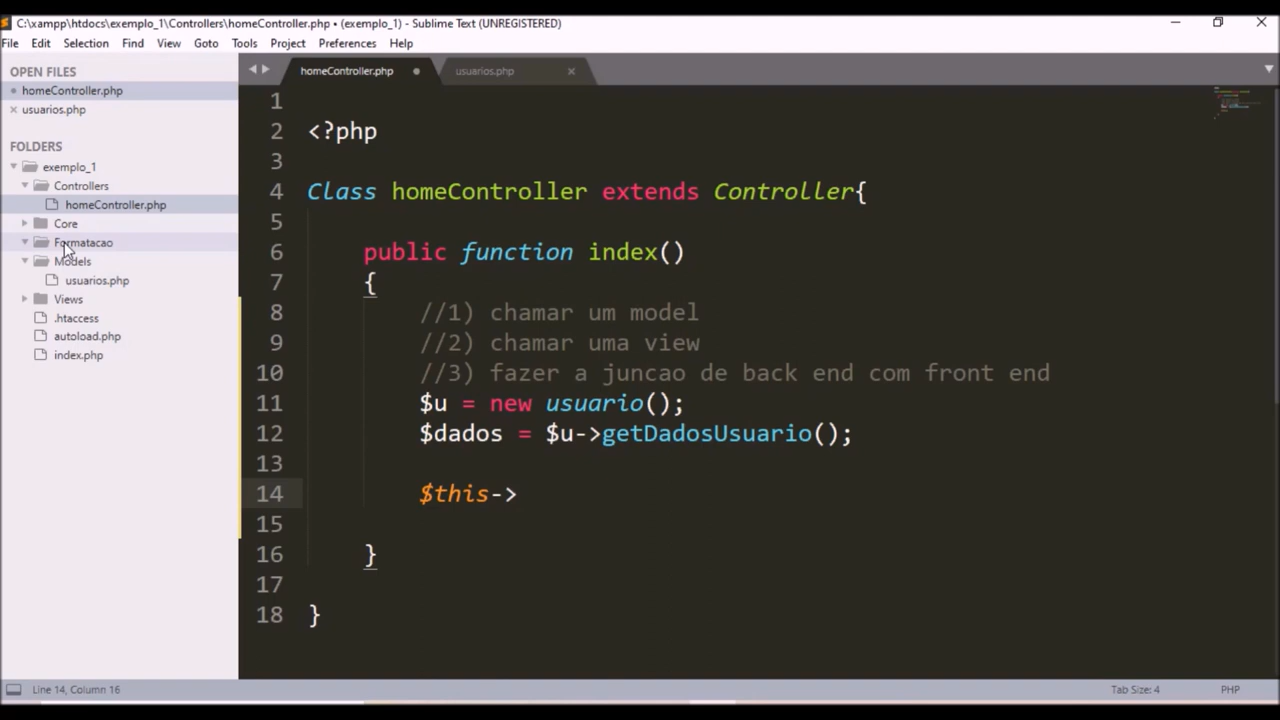 C:\xampp\htdocs\exemplo_1\Controllers\homeController.php • (exemplo_1) - Sublime Text (UNREGISTERED)
File Edit Selection Find View Goto Tools Project Preferences Help
OPEN FILES
homeController.php
usuarios.php
FOLDERS
exemplo_1
Controllers
homeController.php
Core
Formatacao
Models
usuarios.php
Views
.htaccess
autoload.php
index.php
homeController.php usuarios.php
1
2 <?php
3
4 Class homeController extends Controller{
5
6 public function index()
7 {
8 //1) chamar um model
9 //2) chamar uma view
10 //3) fazer a juncao de back end com front end
11 $u = new usuario();
12 $dados = $u->getDadosUsuario();
13
14 $this->
15
16 }
17
18 }
Line 14, Column 16 Tab Size: 4 PHP